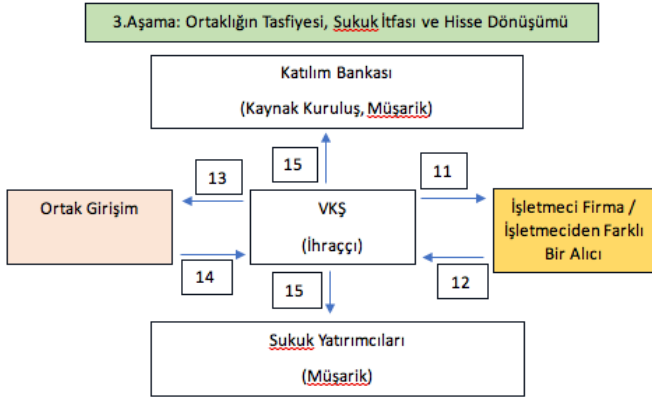 3.Aşama: Ortaklığın Tasfiyesi, Sukuk İtfası ve Hisse Dönüşümü
Katılım Bankası
(Kaynak Kuruluş, Müşarik)
15
13
11
Ortak Girişim
VKŞ
(İhraççı)
İşletmeci Firma /
İşletmeciden Farklı
Bir Alıcı
14
15
12
Sukuk Yatırımcıları
(Müşarik)